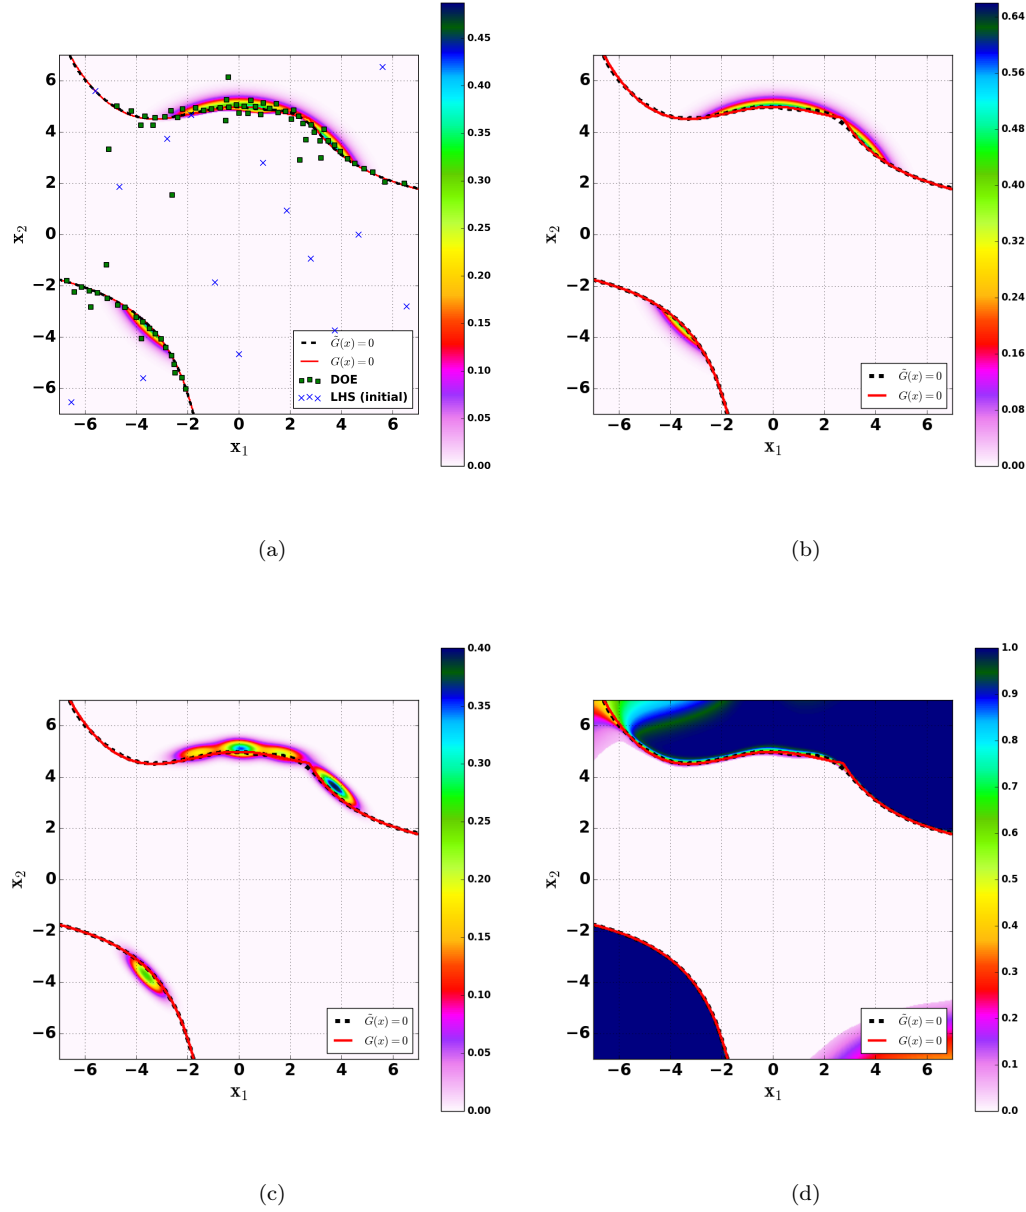 0.45
0.40
0.35
0.30
0.25
0.20
0.15
0.10
0.05
0.00
6
4
2
0
−2
−4
−6
x₂
−6 −4 −2 0 2 4 6
x₁
G̃(x) = 0
G(x) = 0
DOE
LHS (initial)
(a)
0.64
0.56
0.48
0.40
0.32
0.24
0.16
0.08
0.00
6
4
2
0
−2
−4
−6
x₂
−6 −4 −2 0 2 4 6
x₁
G̃(x) = 0
G(x) = 0
(b)
0.40
0.35
0.30
0.25
0.20
0.15
0.10
0.05
0.00
6
4
2
0
−2
−4
−6
x₂
−6 −4 −2 0 2 4 6
x₁
G̃(x) = 0
G(x) = 0
(c)
1.0
0.9
0.8
0.7
0.6
0.5
0.4
0.3
0.2
0.1
0.0
6
4
2
0
−2
−4
−6
x₂
−6 −4 −2 0 2 4 6
x₁
G̃(x) = 0
G(x) = 0
(d)